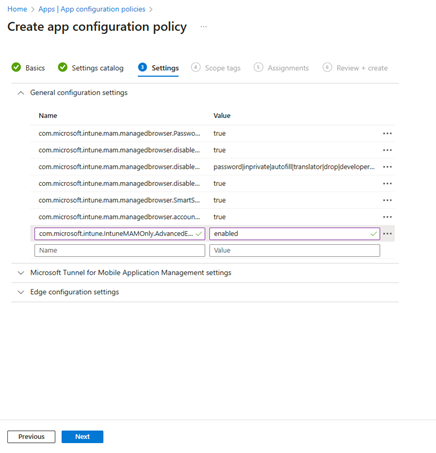 Home > Apps | App configuration policies >
Create app configuration policy ...
Basics Settings catalog 3 Settings 4 Scope tags 5 Assignments 6 Review + create
General configuration settings
Name Value
com.microsoft.intune.mam.managedbrowser.Passwo... true
com.microsoft.intune.mam.managedbrowser.disable... true
com.microsoft.intune.mam.managedbrowser.disable... password|inprivate|autofill|translator|drop|developer...
com.microsoft.intune.mam.managedbrowser.disable... true
com.microsoft.intune.mam.managedbrowser.SmartS... true
com.microsoft.intune.mam.managedbrowser.accoun... true
com.microsoft.intune.IntuneMAMOnly.AdvancedE... enabled
Name Value
Microsoft Tunnel for Mobile Application Management settings
Edge configuration settings
Previous Next